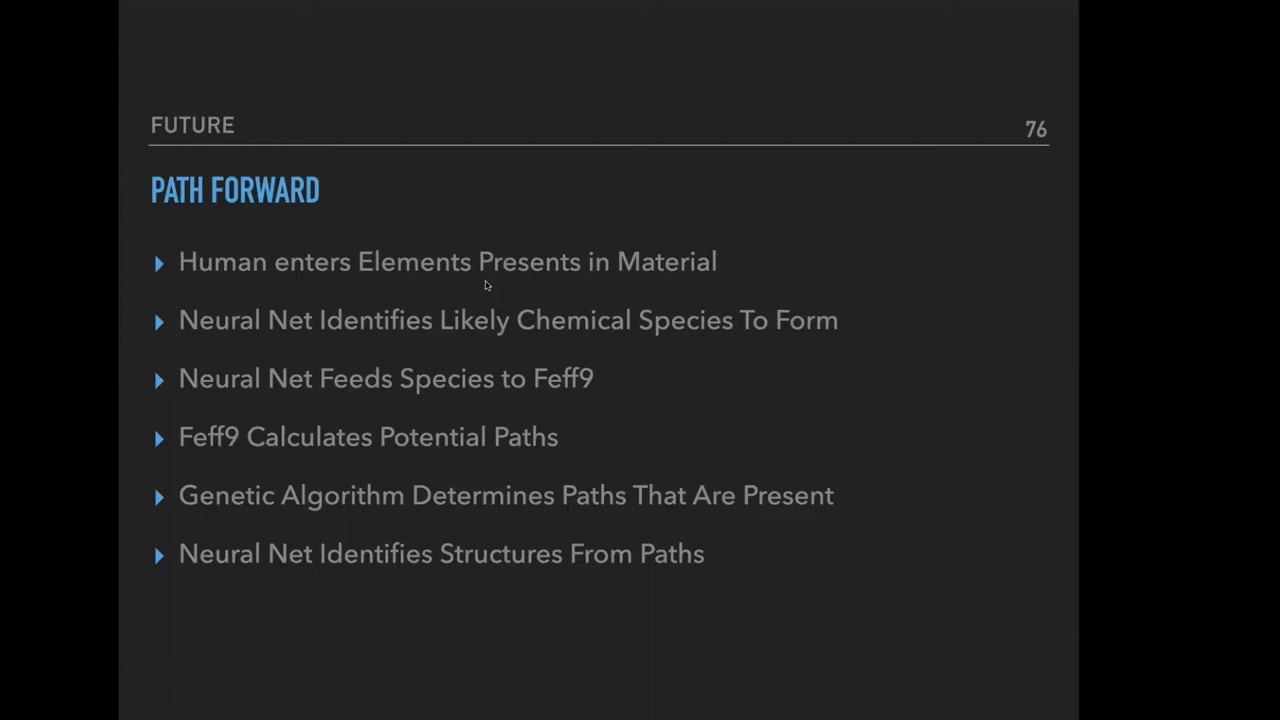 FUTURE
76
PATH FORWARD
Human enters Elements Presents in Material
Neural Net Identifies Likely Chemical Species To Form
Neural Net Feeds Species to Feff9
Feff9 Calculates Potential Paths
Genetic Algorithm Determines Paths That Are Present
Neural Net Identifies Structures From Paths